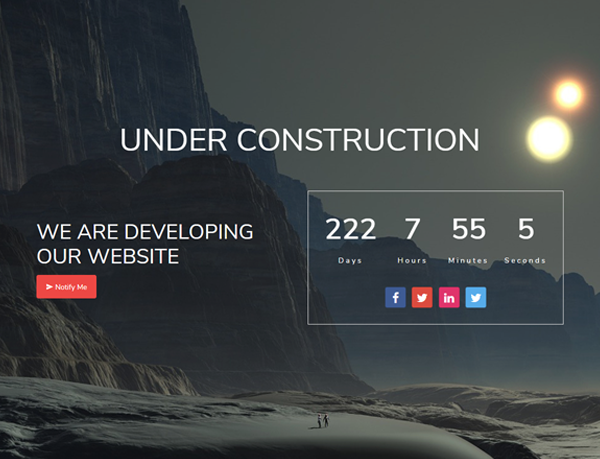 UNDER CONSTRUCTION
WE ARE DEVELOPING
OUR WEBSITE
Notify Me
222 7 55 5
Days Hours Minutes Seconds
f in